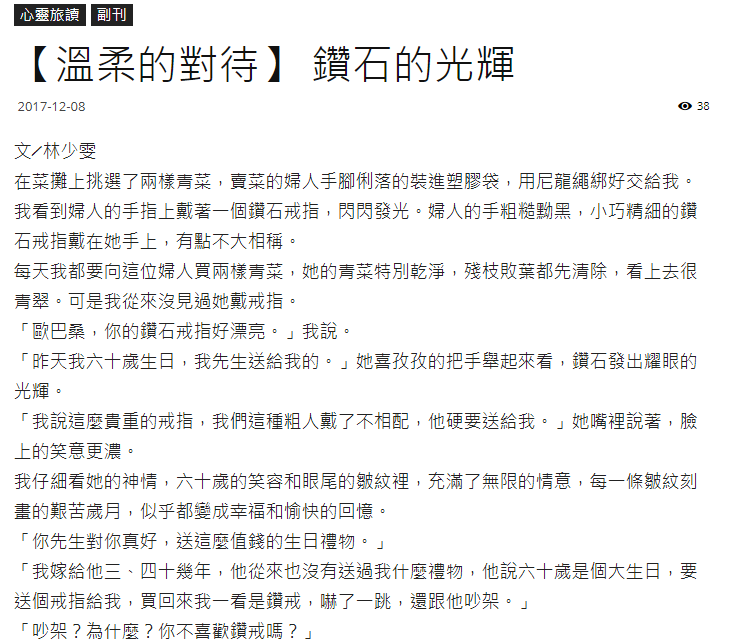 心靈旅讀 副刊
【溫柔的對待】 鑽石的光輝
2017-12-08 38
文／林少雯
在菜攤上挑選了兩樣青菜，賣菜的婦人手腳俐落的裝進塑膠袋，用尼龍繩綁好交給我。
我看到婦人的手指上戴著一個鑽石戒指，閃閃發光。婦人的手粗糙黝黑，小巧精細的鑽
石戒指戴在她手上，有點不大相稱。
每天我都要向這位婦人買兩樣青菜，她的青菜特別乾淨，殘枝敗葉都先清除，看上去很
青翠。可是我從來沒見過她戴戒指。
「歐巴桑，你的鑽石戒指好漂亮。」我說。
「昨天我六十歲生日，我先生送給我的。」她喜孜孜的把手舉起來看，鑽石發出耀眼的
光輝。
「我說這麼貴重的戒指，我們這種粗人戴了不相配，他硬要送給我。」她嘴裡說著，臉
上的笑意更濃。
我仔細看她的神情，六十歲的笑容和眼尾的皺紋裡，充滿了無限的情意，每一條皺紋刻
畫的艱苦歲月，似乎都變成幸福和愉快的回憶。
「你先生對你真好，送這麼值錢的生日禮物。」
「我嫁給他三、四十幾年，他從來也沒有送過我什麼禮物，他說六十歲是個大生日，要
送個戒指給我，買回來我一看是鑽戒，嚇了一跳，還跟他吵架。」
「吵架？為什麼？你不喜歡鑽戒嗎？」